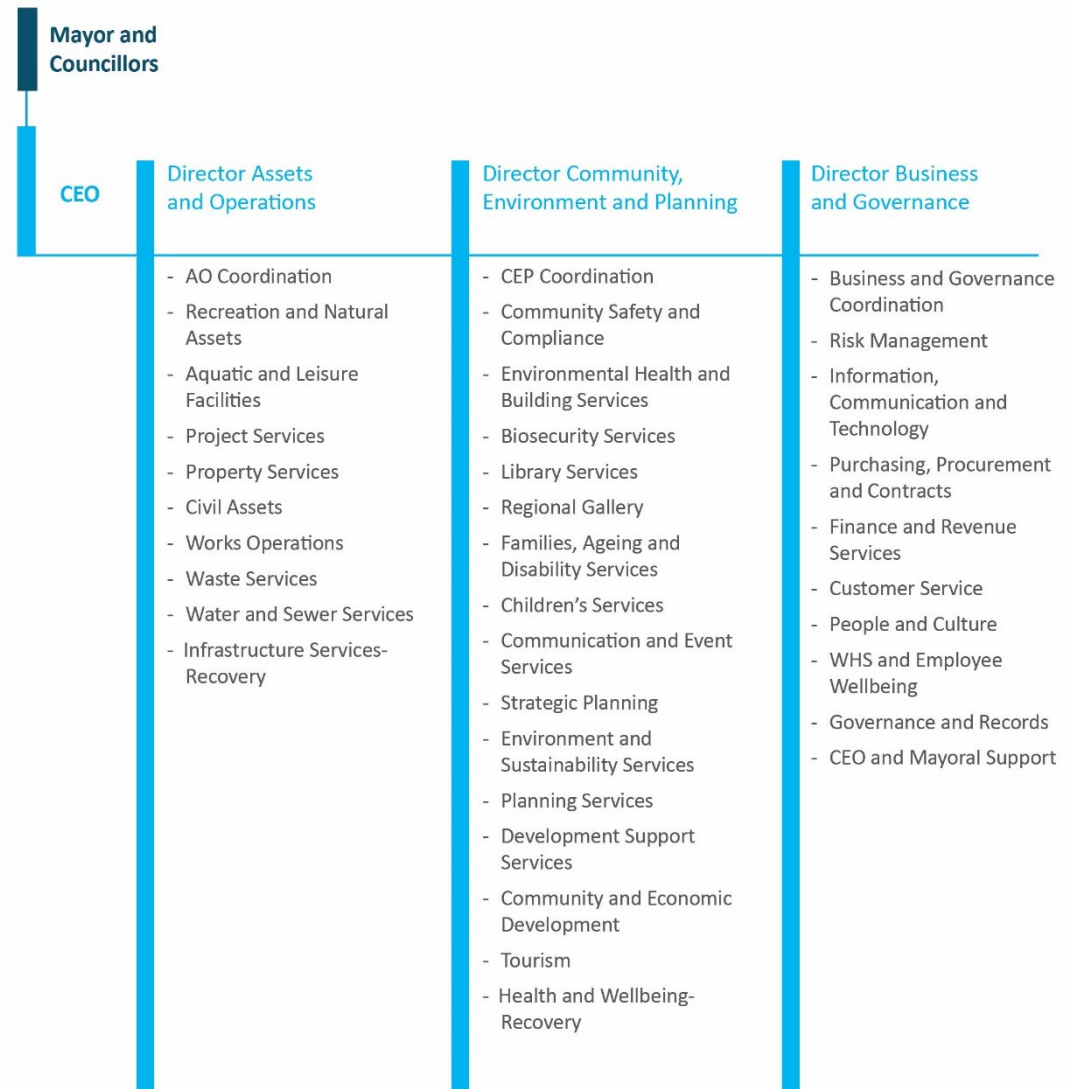 Mayor and
Councillors
CEO
Director Assets
and Operations
- AO Coordination
- Recreation and Natural
Assets
- Aquatic and Leisure
Facilities
- Project Services
- Property Services
- Civil Assets
- Works Operations
- Waste Services
- Water and Sewer Services
- Infrastructure Services-
Recovery
Director Community,
Environment and Planning
- CEP Coordination
- Community Safety and
Compliance
- Environmental Health and
Building Services
- Biosecurity Services
- Library Services
- Regional Gallery
- Families, Ageing and
Disability Services
- Children's Services
- Communication and Event
Services
- Strategic Planning
- Environment and
Sustainability Services
- Planning Services
- Development Support
Services
- Community and Economic
Development
- Tourism
- Health and Wellbeing-
Recovery
Director Business
and Governance
- Business and Governance
Coordination
- Risk Management
- Information,
Communication and
Technology
- Purchasing, Procurement
and Contracts
- Finance and Revenue
Services
- Customer Service
- People and Culture
- WHS and Employee
Wellbeing
- Governance and Records
- CEO and Mayoral Support